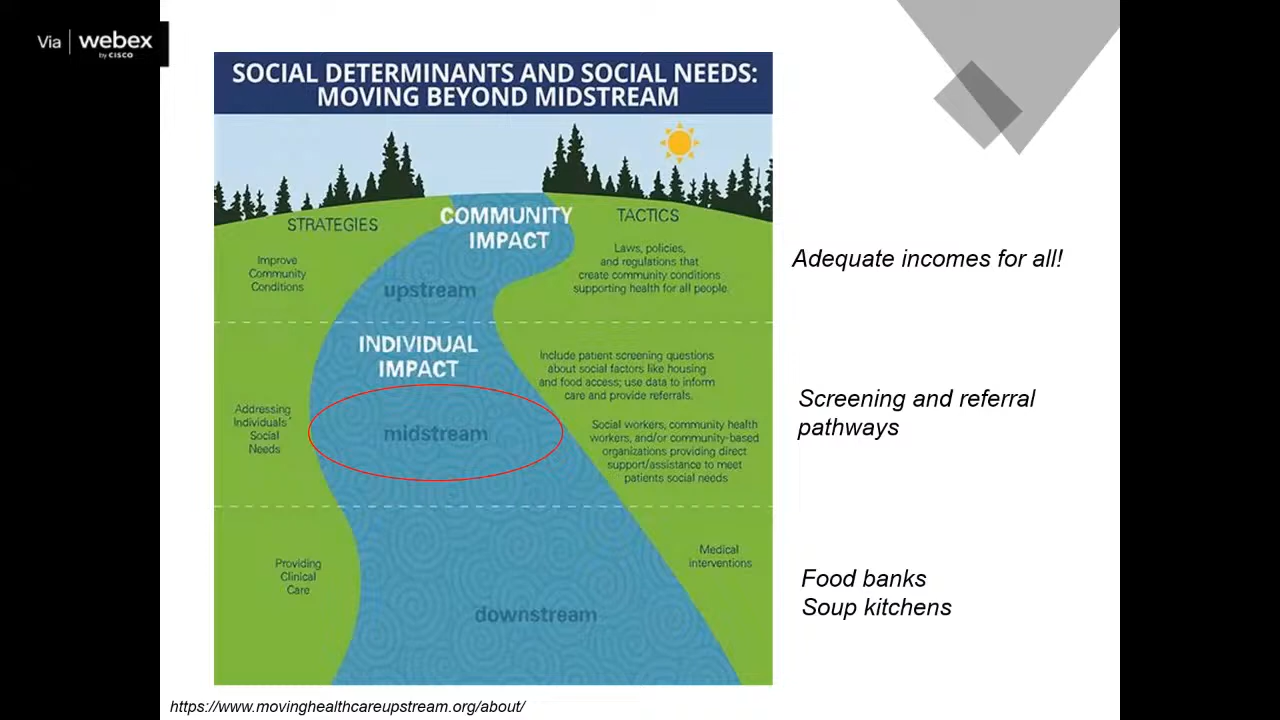 Via | webex
by CISCO
SOCIAL DETERMINANTS AND SOCIAL NEEDS:
MOVING BEYOND MIDSTREAM
STRATEGIES
COMMUNITY
IMPACT
TACTICS
Improve
Community
Conditions
upstream
Laws, policies,
and regulations that
create community conditions
supporting health for all people.
Adequate incomes for all!
INDIVIDUAL
IMPACT
Addressing
Individuals'
Social
Needs
midstream
Include patient screening questions
about social factors like housing
and food access; use data to inform
care and provide referrals.
Social workers, community health
workers, and/or community-based
organizations providing direct
support/assistance to meet
patients social needs
Screening and referral
pathways
Providing
Clinical
Care
downstream
Medical
interventions
Food banks
Soup kitchens
https://www.movinghealthcareupstream.org/about/